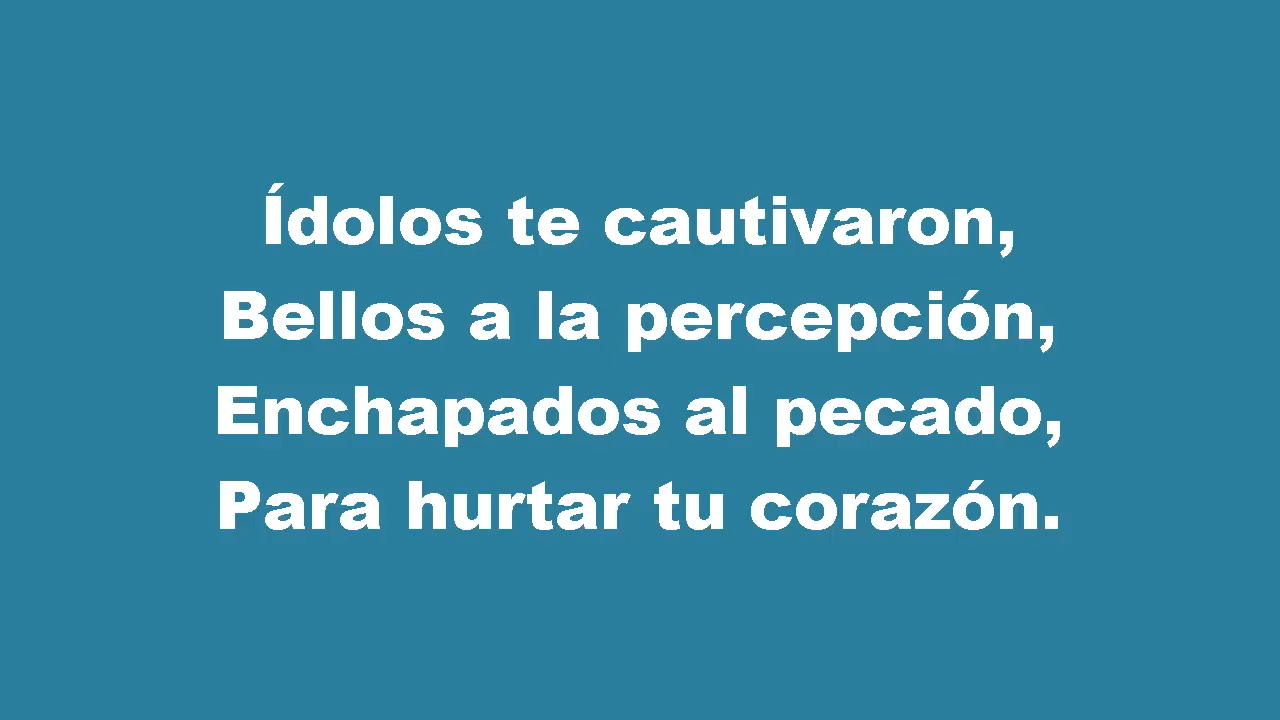 Ídolos te cautivaron,
Bellos a la percepción,
Enchapados al pecado,
Para hurtar tu corazón.